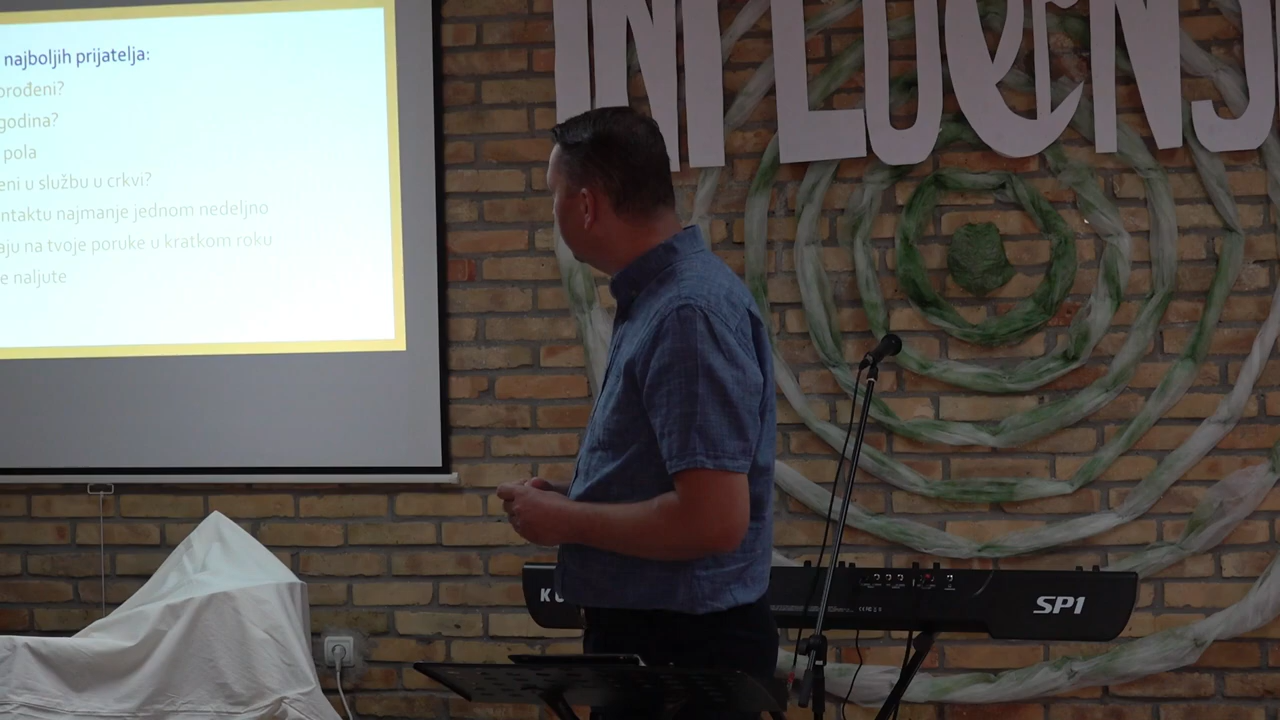 najboljih prijatelja:
orođeni?
godina?
pola
eni u službu u crkvi?
ntaktu najmanje jednom nedeljno
aju na tvoje poruke u kratkom roku
e naljute
INFLUENS
K
SP1